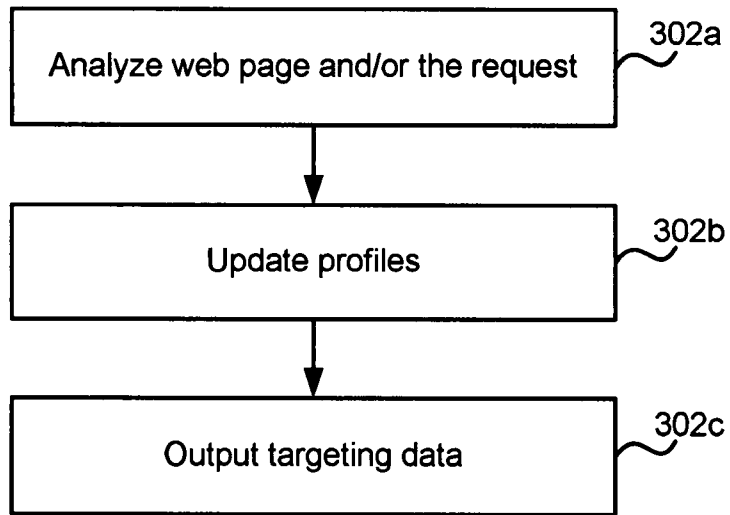 302a
Analyze web page and/or the request
302b
Update profiles
302c
Output targeting data